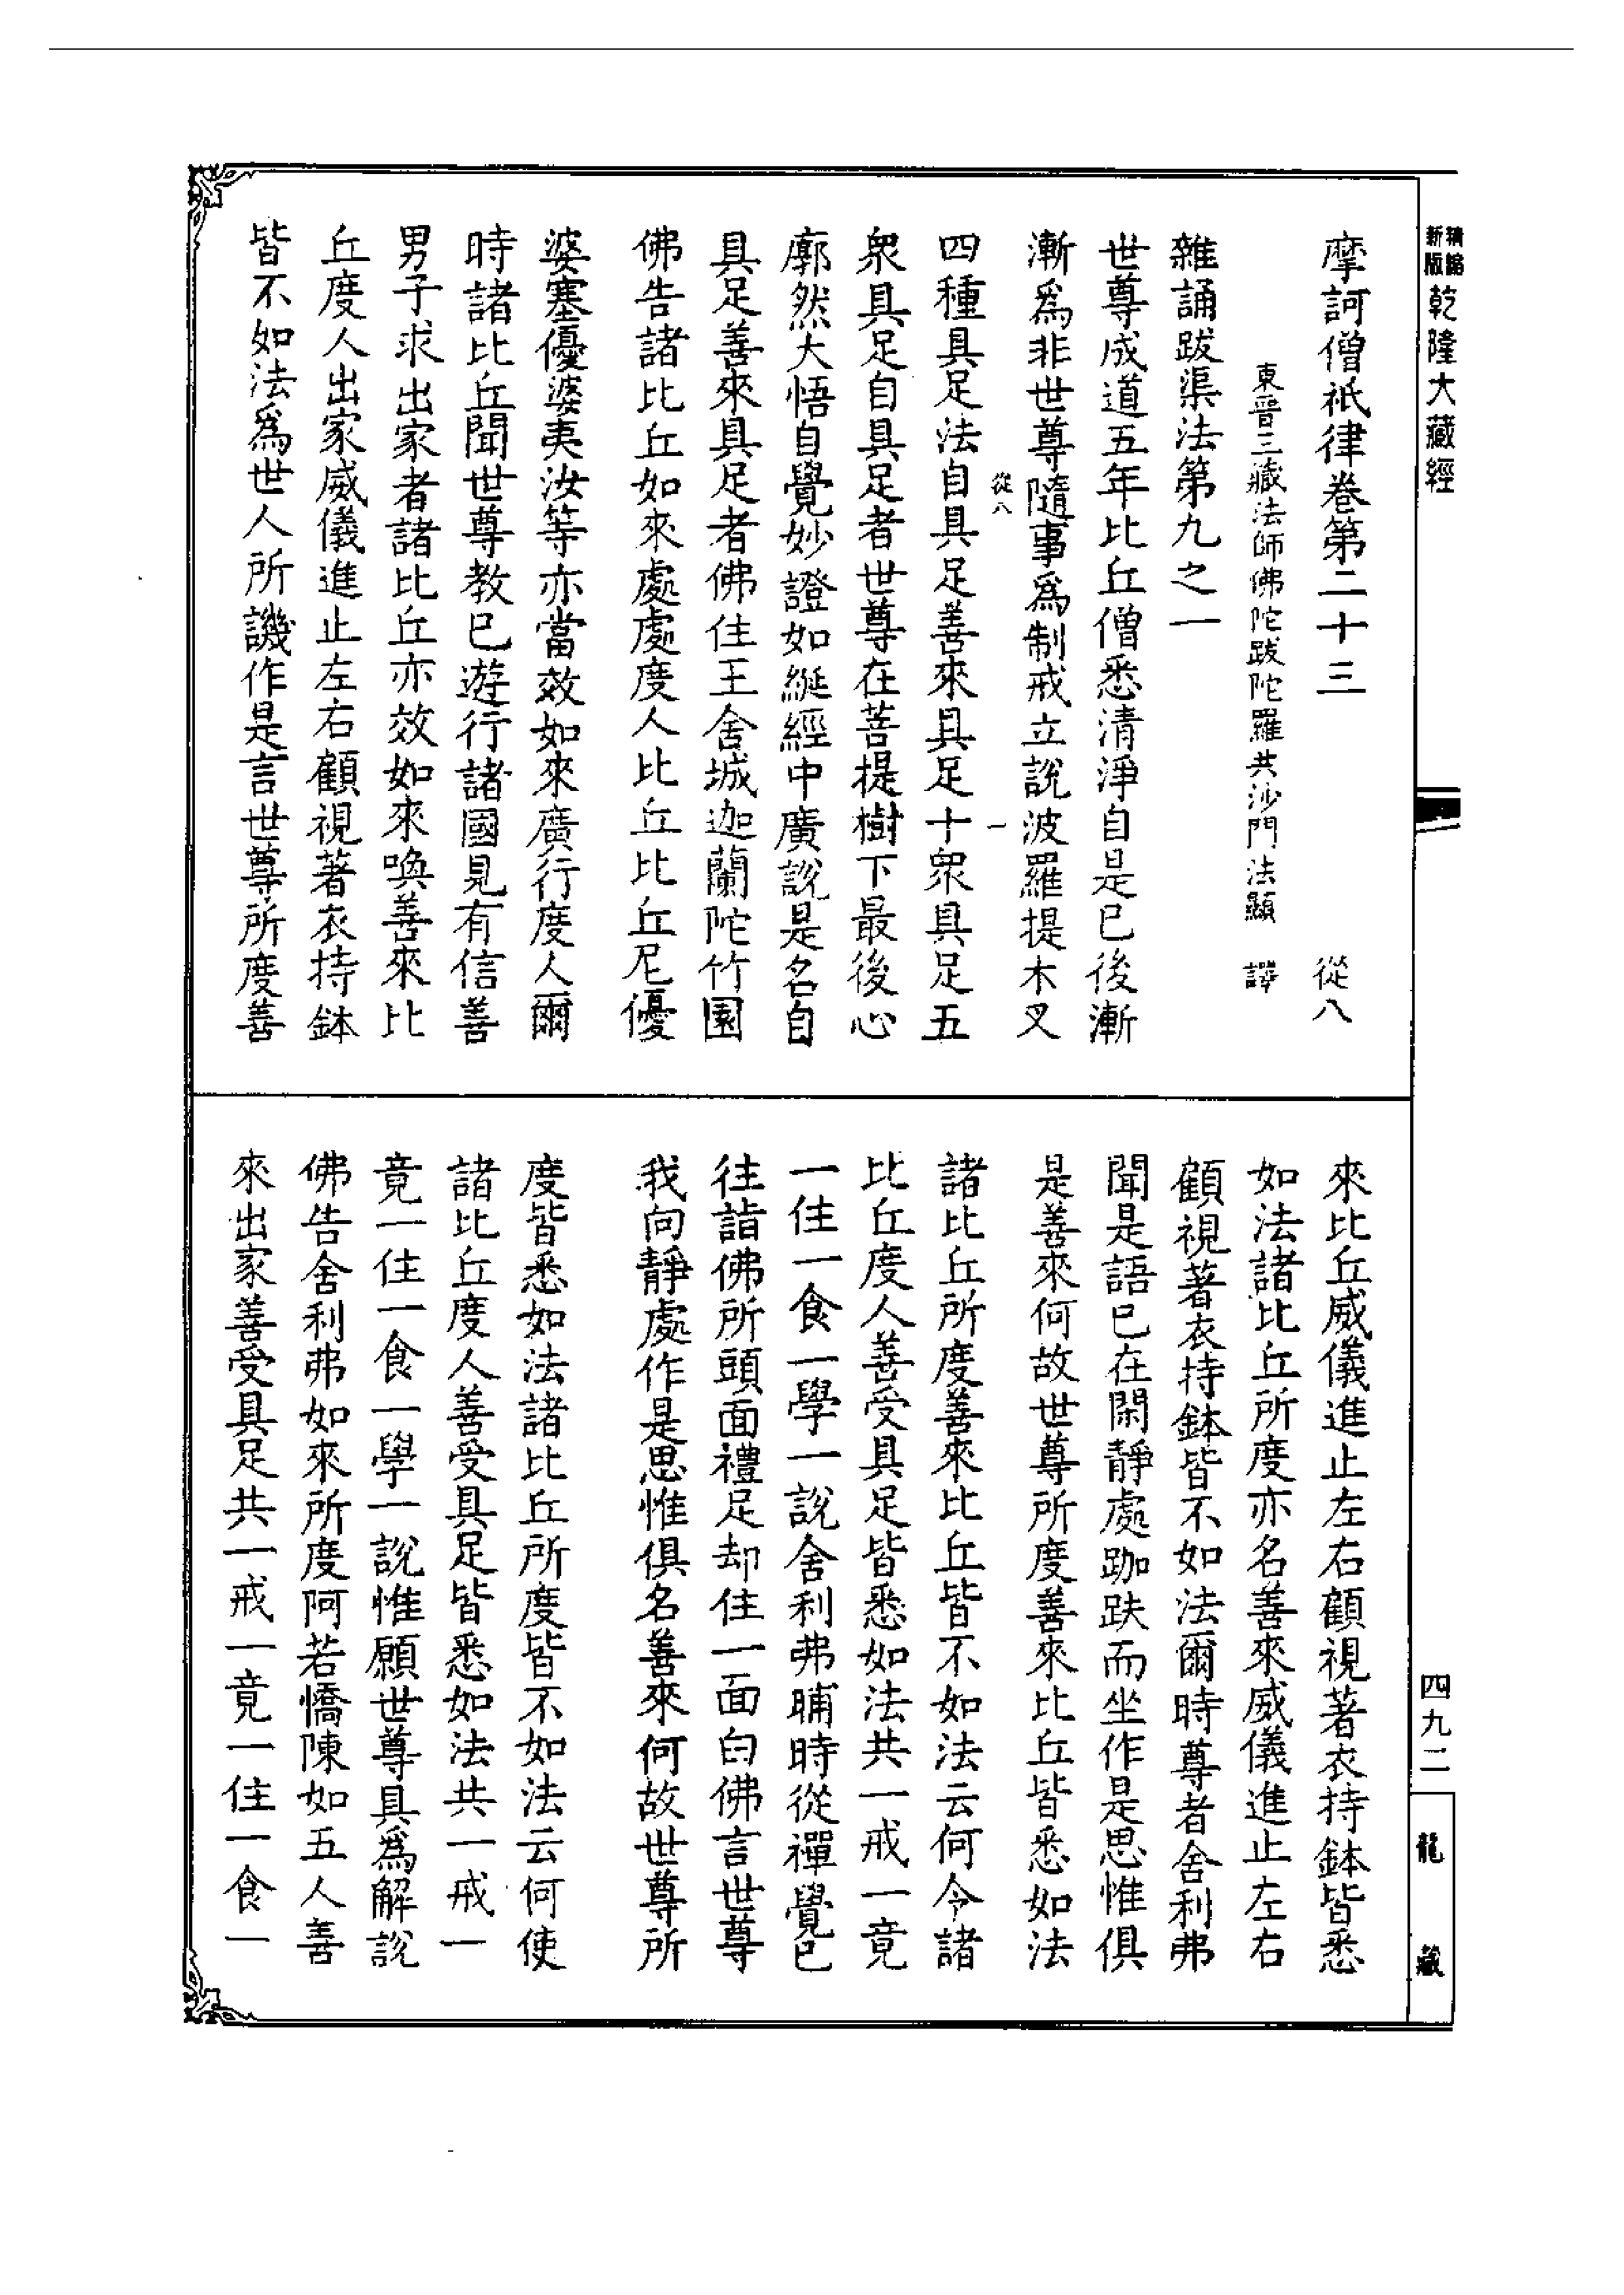 新版精縮乾隆大藏經
摩訶僧祇律卷第二十三 從八
東晋三藏法師佛陀跋陀羅共沙門法顯 譯
雜誦跋渠法第九之一
世尊成道五年比丘僧悉清淨自是已後漸
漸爲非世尊隨事爲制戒立說波羅提木叉
從八 一
四種具足法自具足善來具足十衆具足五
衆具足自具足者世尊在菩提樹下最後心
廓然大悟自覺妙證如綖經中廣說是名自
具足善來具足者佛住王舍城迦蘭陀竹園
佛告諸比丘如來處處度人比丘比丘尼優
婆塞優婆夷汝等亦當效如來廣行度人爾
時諸比丘聞世尊教已遊行諸國見有信善
男子求出家者諸比丘亦效如來喚善來比
丘度人出家威儀進止左右顧視著衣持鉢
皆不如法爲世人所譏作是言世尊所度善
來比丘威儀進止左右顧視著衣持鉢皆悉
如法諸比丘所度亦名善來威儀進止左右
顧視著衣持鉢皆不如法爾時尊者舍利弗
聞是語已在閑靜處跏趺而坐作是思惟俱
是善來何故世尊所度善來比丘皆悉如法
諸比丘所度善來比丘皆不如法云何令諸
比丘度人善受具足皆悉如法共一戒一竟
一住一食一學一說舍利弗晡時從禪覺已
往詣佛所頭面禮足却住一面白佛言世尊
我向靜處作是思惟俱名善來何故世尊所
度皆悉如法諸比丘所度皆不如法云何使
諸比丘度人善受具足皆悉如法共一戒一
竟一住一食一學一說惟願世尊具爲解說
佛告舍利弗如來所度阿若憍陳如五人善
來出家善受具足共一戒一竟一住一食一
四九二
龍藏